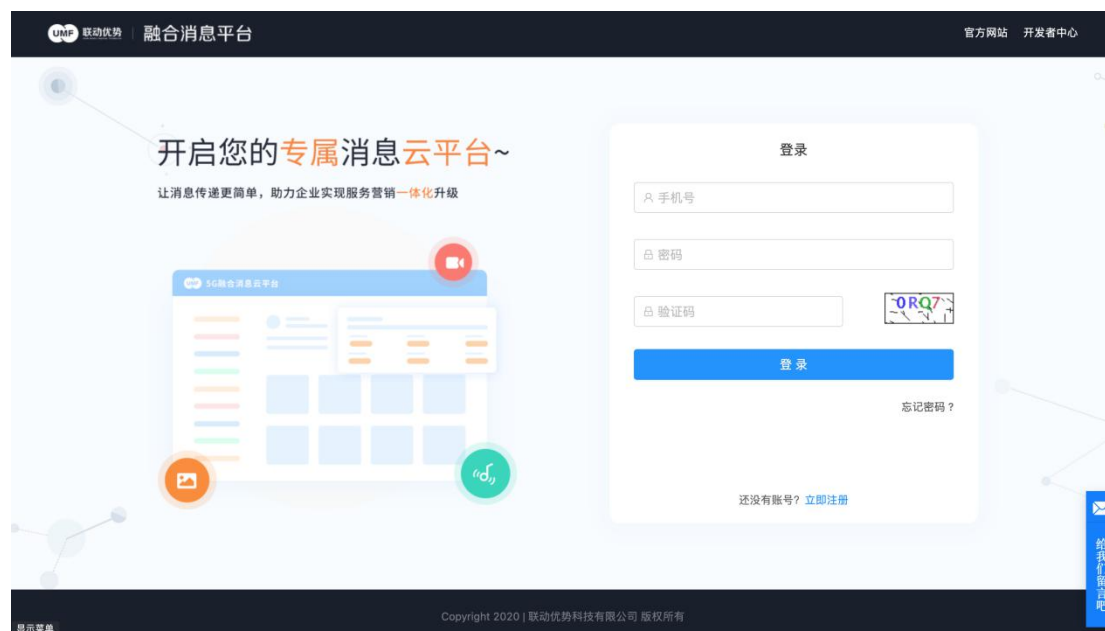 UMF 联动优势 融合消息平台
官方网站 开发者中心
开启您的专属消息云平台~
让消息传递更简单，助力企业实现服务营销一体化升级
UMF 5G融合消息云平台
登录
手机号
密码
验证码
0RQ7
登 录
忘记密码？
还没有账号？立即注册
给我们留言吧
Copyright 2020 | 联动优势科技有限公司 版权所有
显示菜单